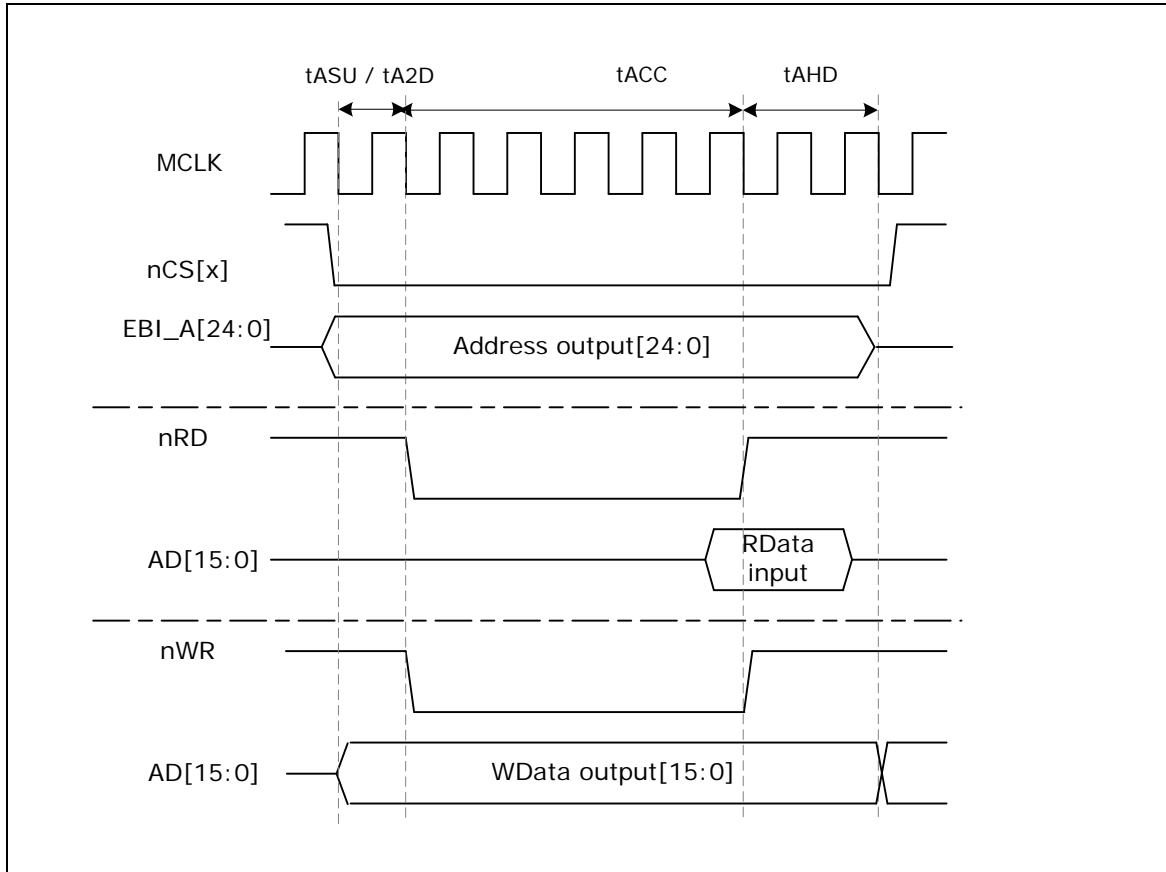 tASU / tA2D tACC tAHD
MCLK
nCS[x]
EBI_A[24:0]
Address output[24:0]
nRD
AD[15:0]
RData
input
nWR
AD[15:0]
WData output[15:0]